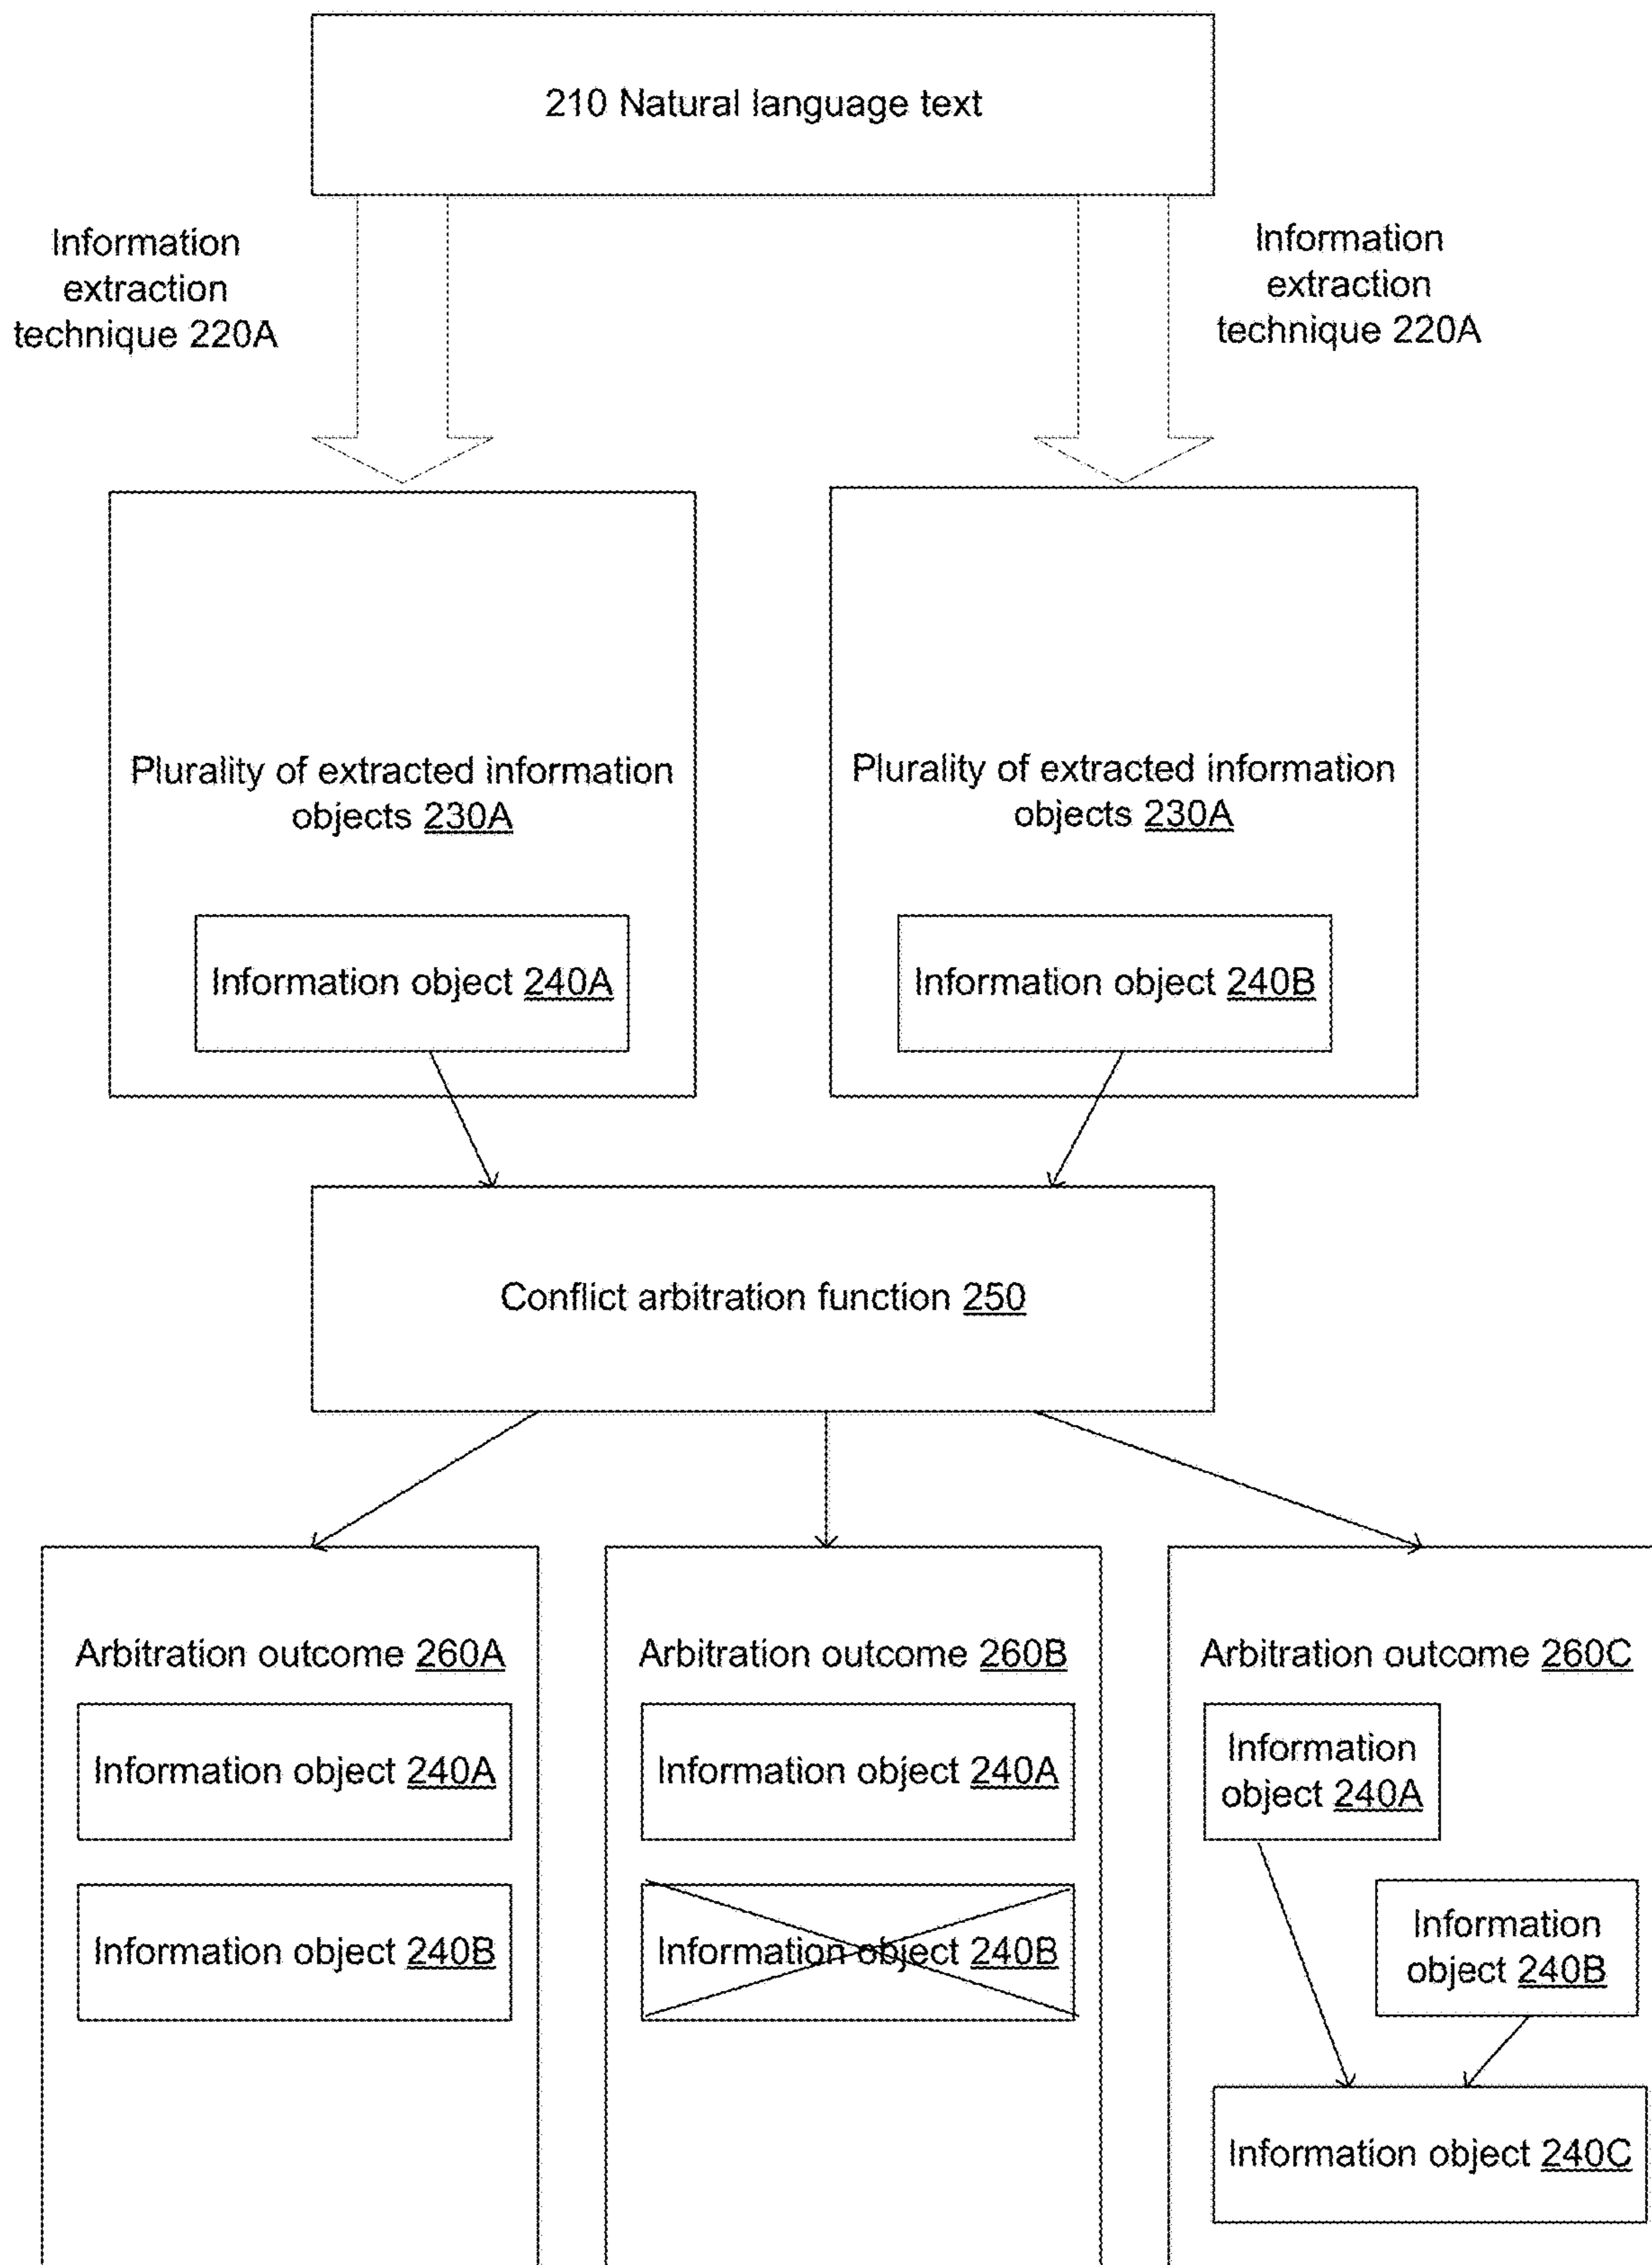 210 Natural language text
Information
extraction
technique 220A
Information
extraction
technique 220A
Plurality of extracted information
objects 230A
Information object 240A
Plurality of extracted information
objects 230A
Information object 240B
Conflict arbitration function 250
Arbitration outcome 260A
Information object 240A
Information object 240B
Arbitration outcome 260B
Information object 240A
Information object 240B
Arbitration outcome 260C
Information
object 240A
Information
object 240B
Information object 240C